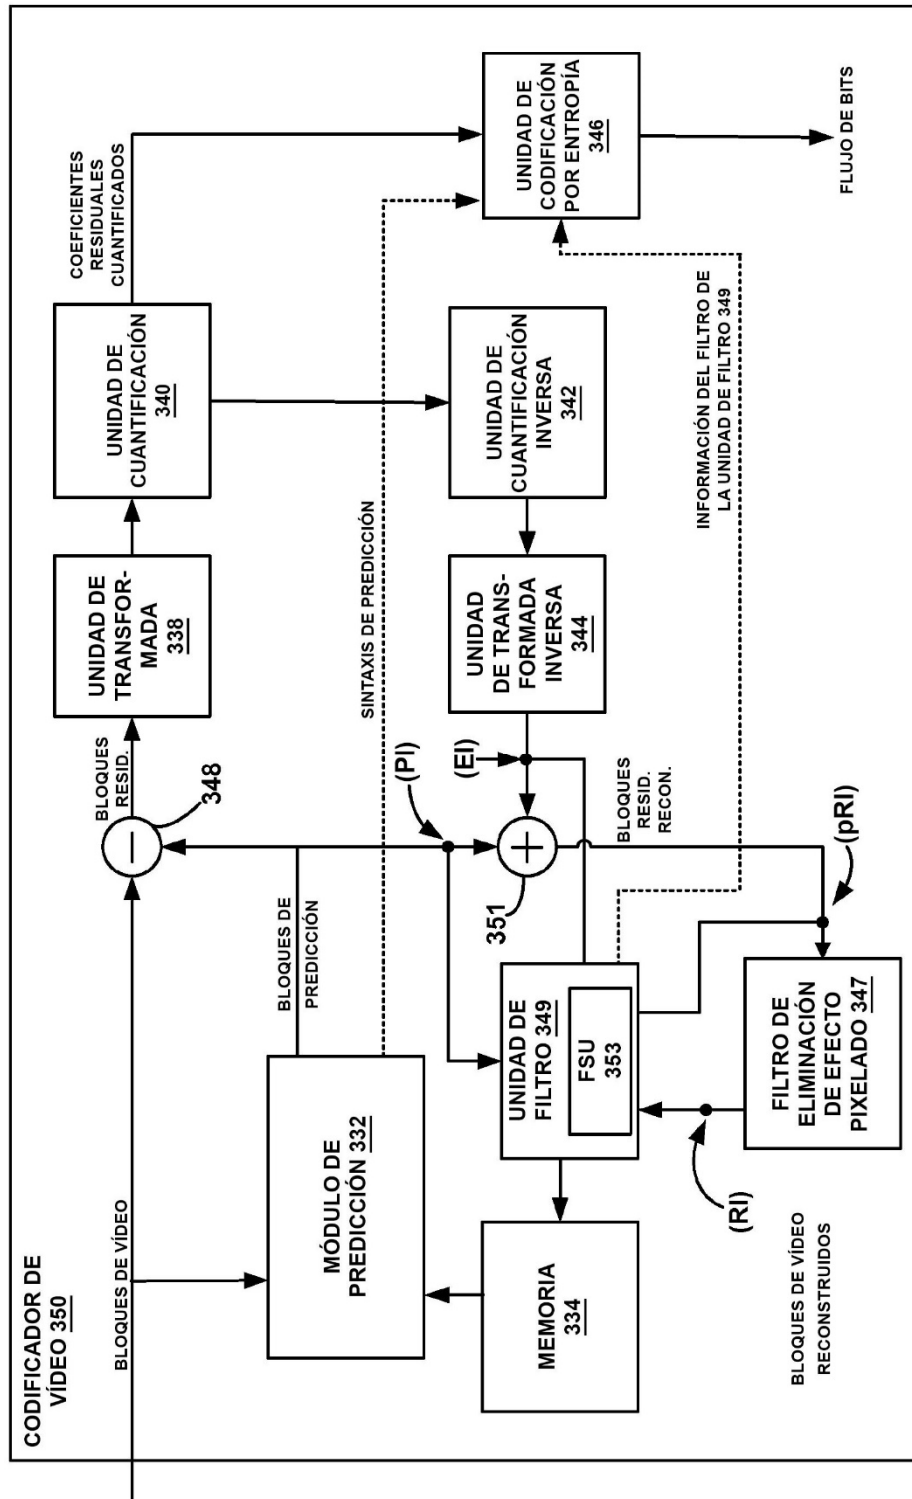 CODIFICADOR DE
VÍDEO 350
BLOQUES DE VÍDEO
348
BLOQUES
RESID.
UNIDAD DE
TRANSFOR-
MADA
338
UNIDAD DE
CUANTIFICACIÓN
340
COEFICIENTES
RESIDUALES
CUANTIFICADOS
MÓDULO DE
PREDICCIÓN 332
BLOQUES DE
PREDICCIÓN
SINTAXIS DE PREDICCIÓN
(PI)
MEMORIA
334
UNIDAD DE
FILTRO 349
FSU
353
351
(EI)
UNIDAD
DE TRANS-
FORMADA
INVERSA
344
UNIDAD DE
CUANTIFICACIÓN
INVERSA
342
UNIDAD DE
CODIFICACIÓN
POR ENTROPÍA
346
BLOQUES
RESID.
RECON.
INFORMACIÓN DEL FILTRO DE
LA UNIDAD DE FILTRO 349
BLOQUES DE VÍDEO
RECONSTRUIDOS
(RI)
FILTRO DE
ELIMINACIÓN
DE EFECTO
PIXELADO 347
(pRI)
FLUJO DE BITS